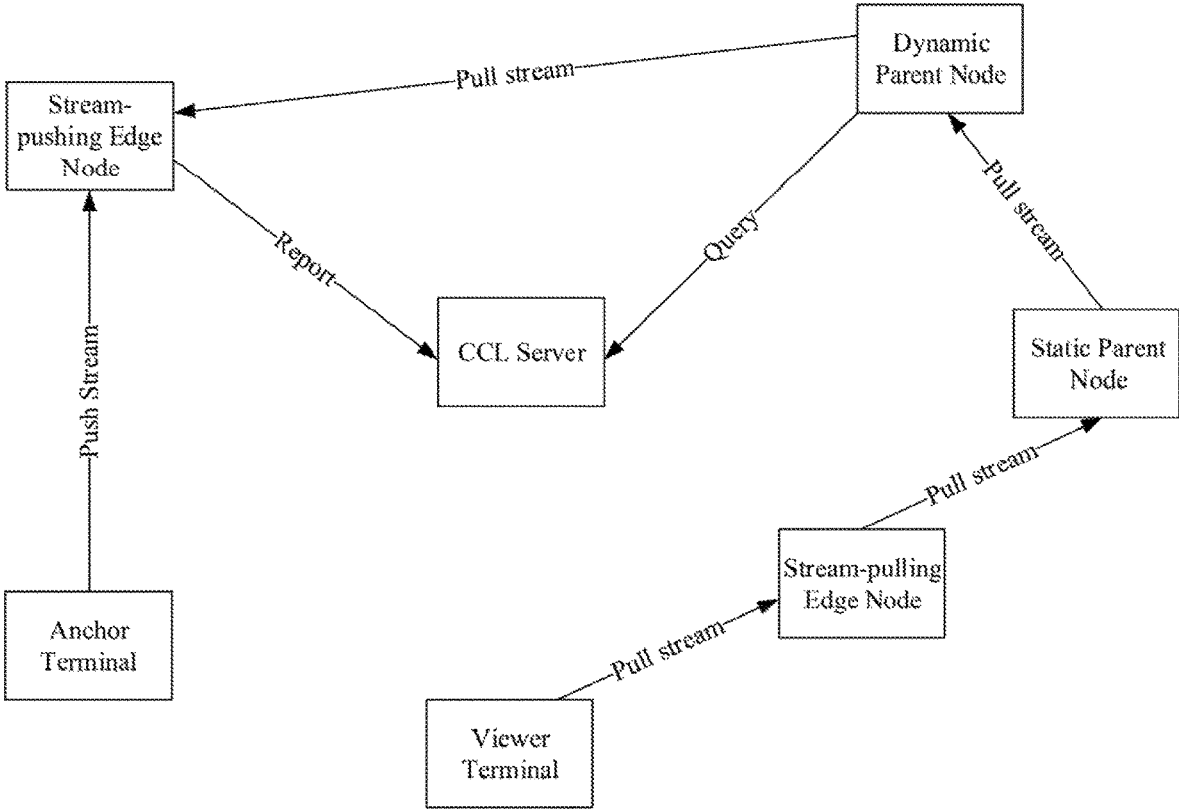 Dynamic
Parent Node
Pull stream
Stream-
pushing Edge
Node
Pull stream
Report
Query
CCL Server
Static Parent
Node
Push Stream
Pull stream
Stream-pulling
Edge Node
Anchor
Terminal
Pull stream
Viewer
Terminal